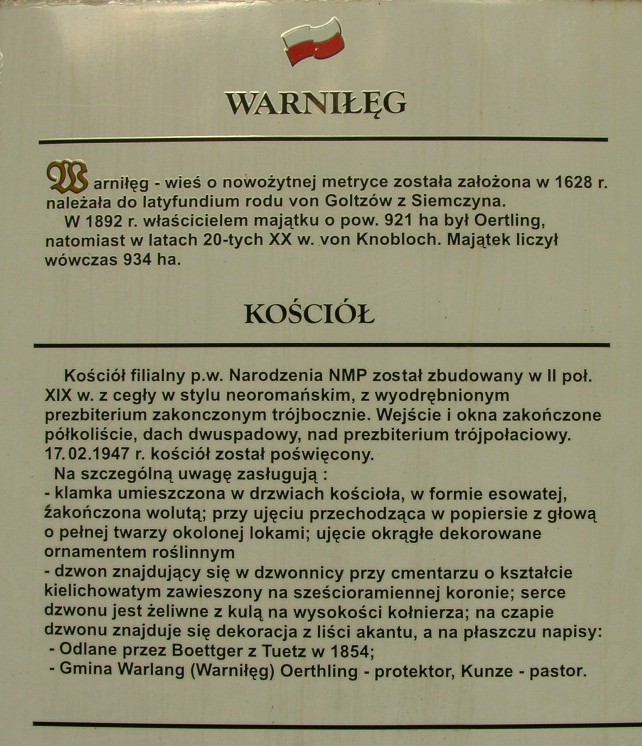 WARNIŁĘG
Warniłęg - wieś o nowożytnej metryce została założona w 1628 r.
należała do latyfundium rodu von Goltzów z Siemczyna.
W 1892 r. właścicielem majątku o pow. 921 ha był Oertling,
natomiast w latach 20-tych XX w. von Knobloch. Majątek liczył
wówczas 934 ha.
KOŚCIÓŁ
Kościół filialny p.w. Narodzenia NMP został zbudowany w II poł.
XIX w. z cegły w stylu neoromańskim, z wyodrębnionym
prezbiterium zakonczonym trójbocznie. Wejście i okna zakończone
półkoliście, dach dwuspadowy, nad prezbiterium trójpołaciowy.
17.02.1947 r. kościół został poświęcony.
Na szczególną uwagę zasługują :
- klamka umieszczona w drzwiach kościoła, w formie esowatej,
źakończona wolutą; przy ujęciu przechodząca w popiersie z głową
o pełnej twarzy okolonej lokami; ujęcie okrągłe dekorowane
ornamentem roślinnym
- dzwon znajdujący się w dzwonnicy przy cmentarzu o kształcie
kielichowatym zawieszony na sześcioramiennej koronie; serce
dzwonu jest żeliwne z kulą na wysokości kołnierza; na czapie
dzwonu znajduje się dekoracja z liści akantu, a na płaszczu napisy:
- Odlane przez Boettger z Tuetz w 1854;
- Gmina Warlang (Warniłęg) Oerthling - protektor, Kunze - pastor.